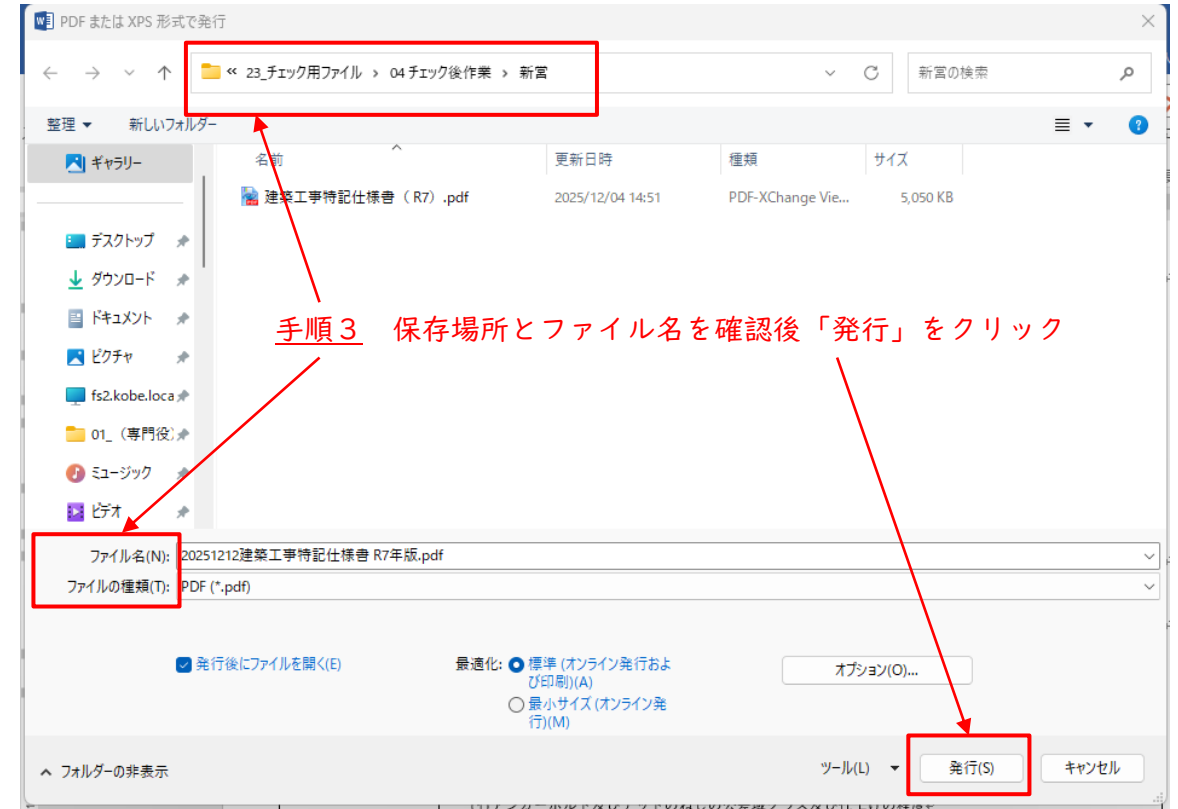 PDF または XPS 形式で発行
« 23_チェック用ファイル › 04 チェック後作業 › 新営
新営の検索
整理 新しいフォルダー
ギャラリー
名前 更新日時 種類 サイズ
建築工事特記仕様書（R7）.pdf 2025/12/04 14:51 PDF-XChange Vie... 5,050 KB
デスクトップ
ダウンロード
ドキュメント
手順３　保存場所とファイル名を確認後「発行」をクリック
ピクチャ
fs2.kobe.loca
01_（専門役）
ミュージック
ビデオ
ファイル名(N): 20251212建築工事特記仕様書 R7年版.pdf
ファイルの種類(T): PDF (*.pdf)
発行後にファイルを開く(E)
最適化: 標準 (オンライン発行およ
び印刷)(A)
最小サイズ (オンライン発
行)(M)
オプション(O)...
フォルダーの非表示
ツール(L) 発行(S) キャンセル